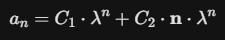 aₙ = C₁ · λⁿ + C₂ · n · λⁿ